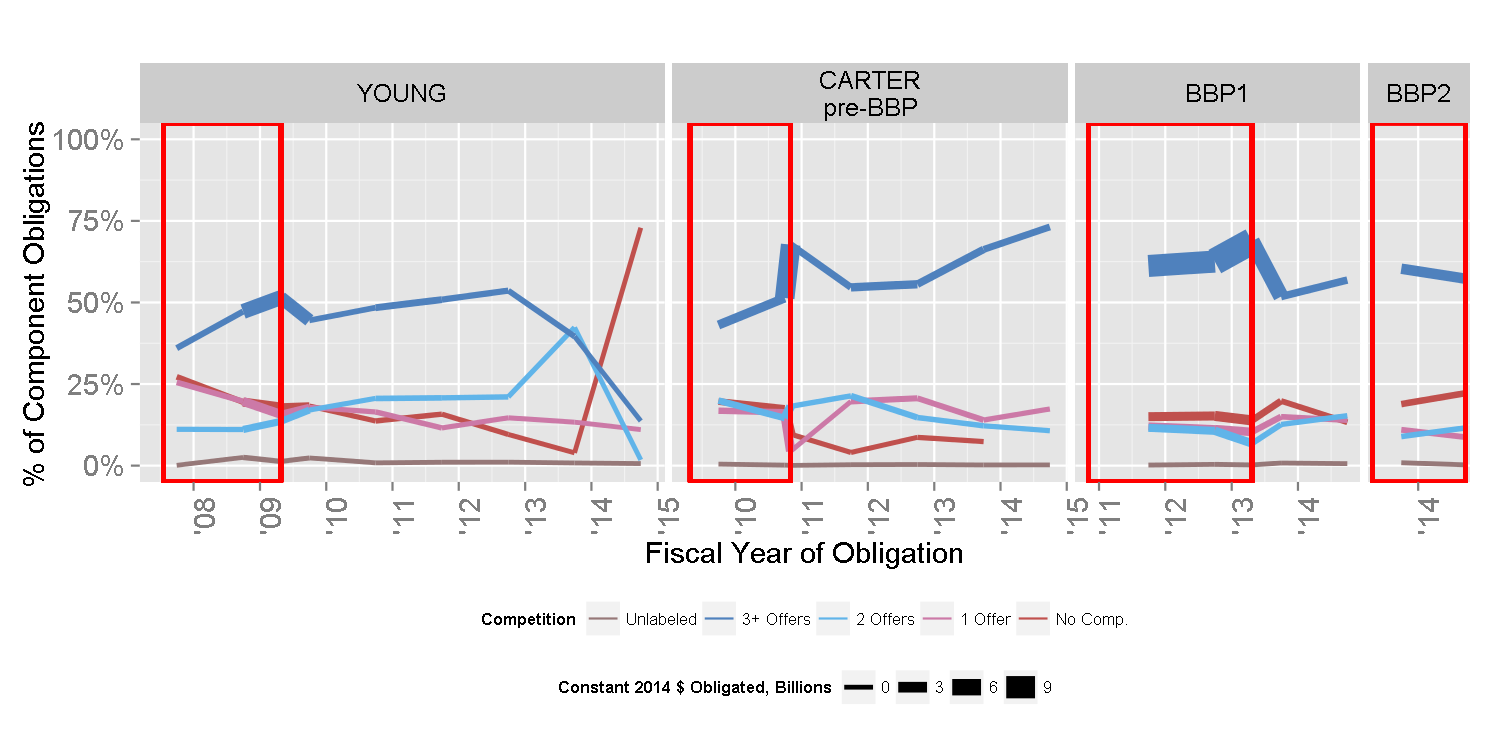 YOUNG
CARTER
pre-BBP
BBP1
BBP2
% of Component Obligations
100%
75%
50%
25%
0%
'08 '09 '10 '11 '12 '13 '14 '15 '10 '11 '12 '13 '14 '15 '11 '12 '13 '14 '14
Fiscal Year of Obligation
Competition Unlabeled 3+ Offers 2 Offers 1 Offer No Comp.
Constant 2014 $ Obligated, Billions 0 3 6 9